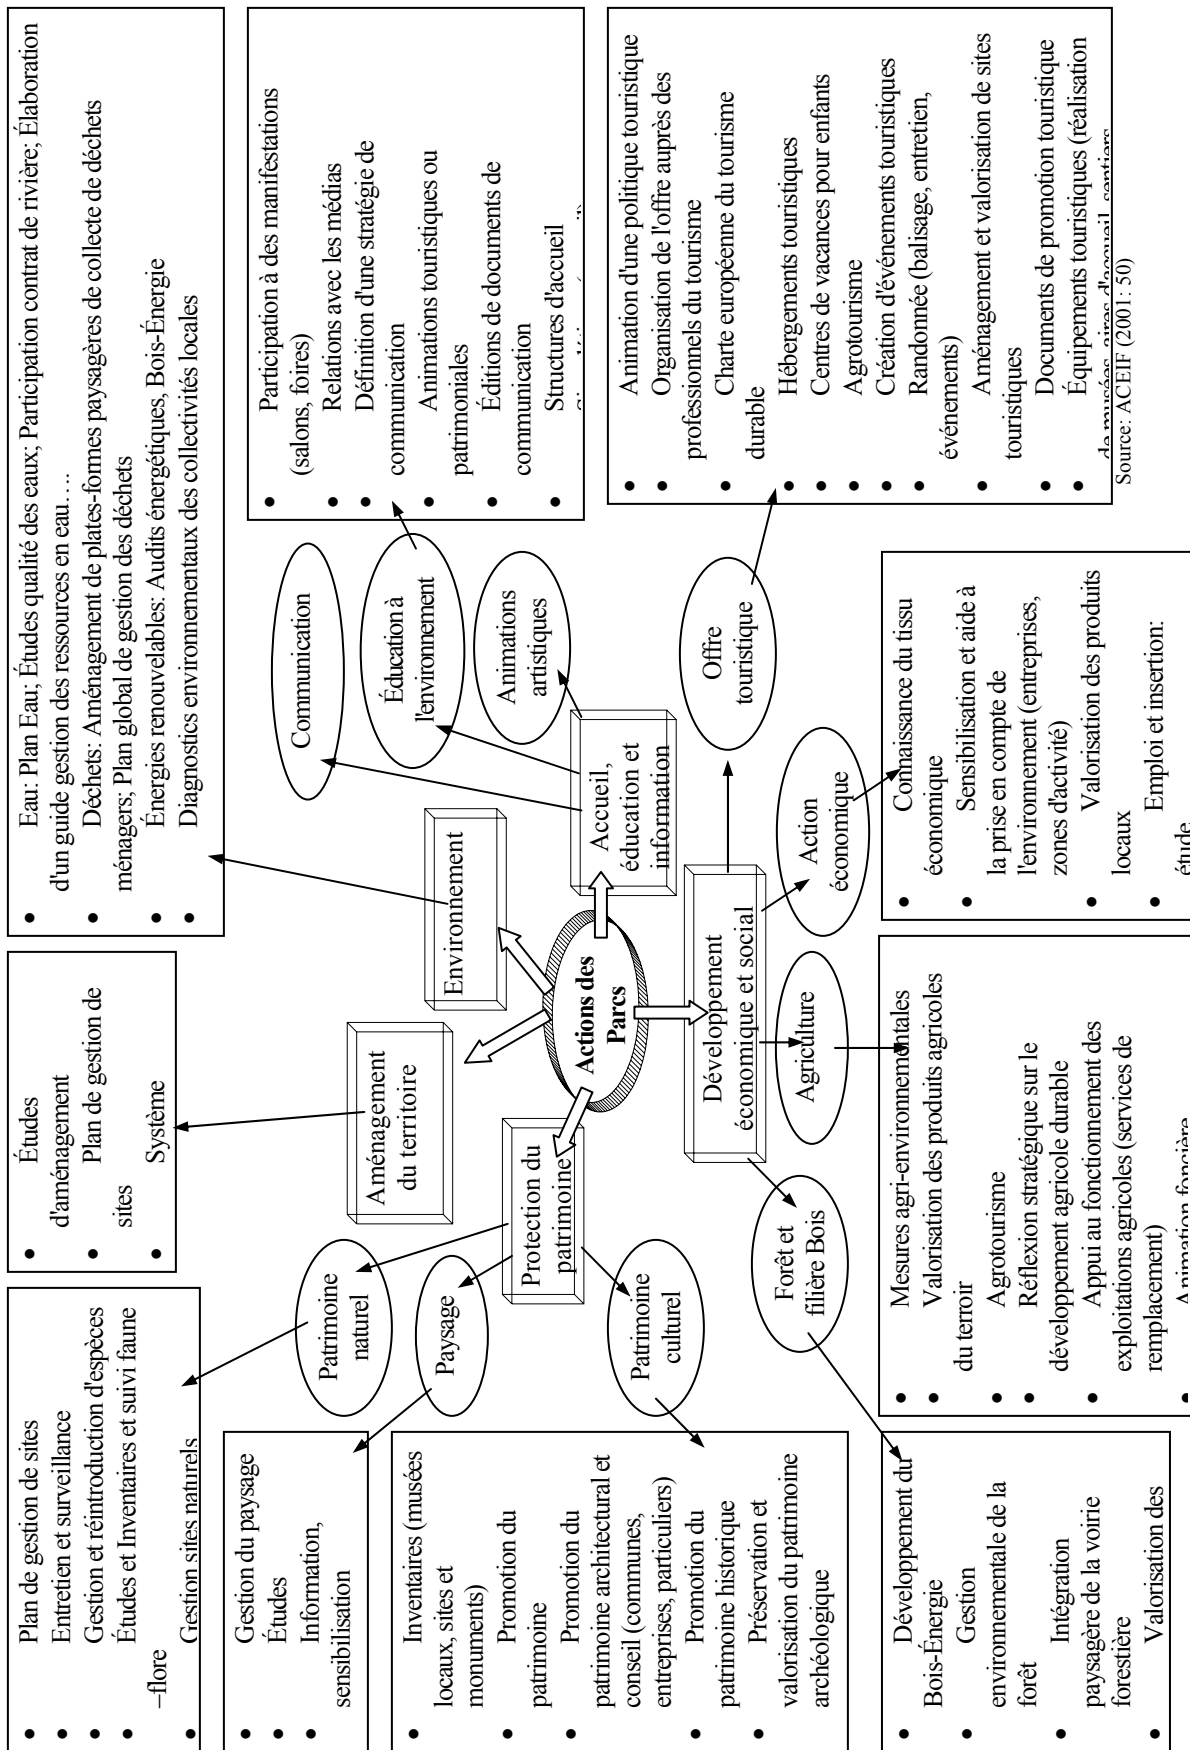 • Plan de gestion de sites
• Entretien et surveillance
• Gestion et réintroduction d'espèces
• Études et Inventaires et suivi faune
–flore
• Gestion sites naturels
• Études
d'aménagement
• Plan de gestion de
sites
• Système
• Eau: Plan Eau; Études qualité des eaux; Participation contrat de rivière; Élaboration
d'un guide gestion des ressources en eau….
• Déchets: Aménagement de plates-formes paysagères de collecte de déchets
ménagers; Plan global de gestion des déchets
• Énergies renouvelables: Audits énergétiques, Bois-Énergie
• Diagnostics environnementaux des collectivités locales
• Gestion du paysage
• Études
• Information,
sensibilisation
Patrimoine
naturel
Paysage
Aménagement
du territoire
Environnement
Communication
Éducation à
l'environnement
Animations
artistiques
• Participation à des manifestations
(salons, foires)
• Relations avec les médias
• Définition d'une stratégie de
communication
• Animations touristiques ou
patrimoniales
• Éditions de documents de
communication
• Structures d'accueil
• Inventaires (musées
locaux, sites et
monuments)
• Promotion du
patrimoine
• Promotion du
patrimoine architectural et
conseil (communes,
entreprises, particuliers)
• Promotion du
patrimoine historique
• Préservation et
valorisation du patrimoine
archéologique
Protection du
patrimoine
Patrimoine
culturel
Actions des
Parcs
Accueil,
éducation et
information
Développement
économique et social
Offre
touristique
Forêt et
filière Bois
Agriculture
Action
économique
• Animation d'une politique touristique
• Organisation de l'offre auprès des
professionnels du tourisme
• Charte européenne du tourisme
durable
• Hébergements touristiques
• Centres de vacances pour enfants
• Agrotourisme
• Création d'événements touristiques
• Randonnée (balisage, entretien,
événements)
• Aménagement et valorisation de sites
touristiques
• Documents de promotion touristique
• Équipements touristiques (réalisation
de musées, aires d'accueil, sentiers
Source: ACEIF (2001: 50)
• Développement du
Bois-Énergie
• Gestion
environnementale de la
forêt
• Intégration
paysagère de la voirie
forestière
• Valorisation des
• Mesures agri-environnementales
• Valorisation des produits agricoles
du terroir
• Agrotourisme
• Réflexion stratégique sur le
développement agricole durable
• Appui au fonctionnement des
exploitations agricoles (services de
remplacement)
• Animation foncière
• Connaissance du tissu
économique
• Sensibilisation et aide à
la prise en compte de
l'environnement (entreprises,
zones d'activité)
• Valorisation des produits
locaux
• Emploi et insertion:
étude